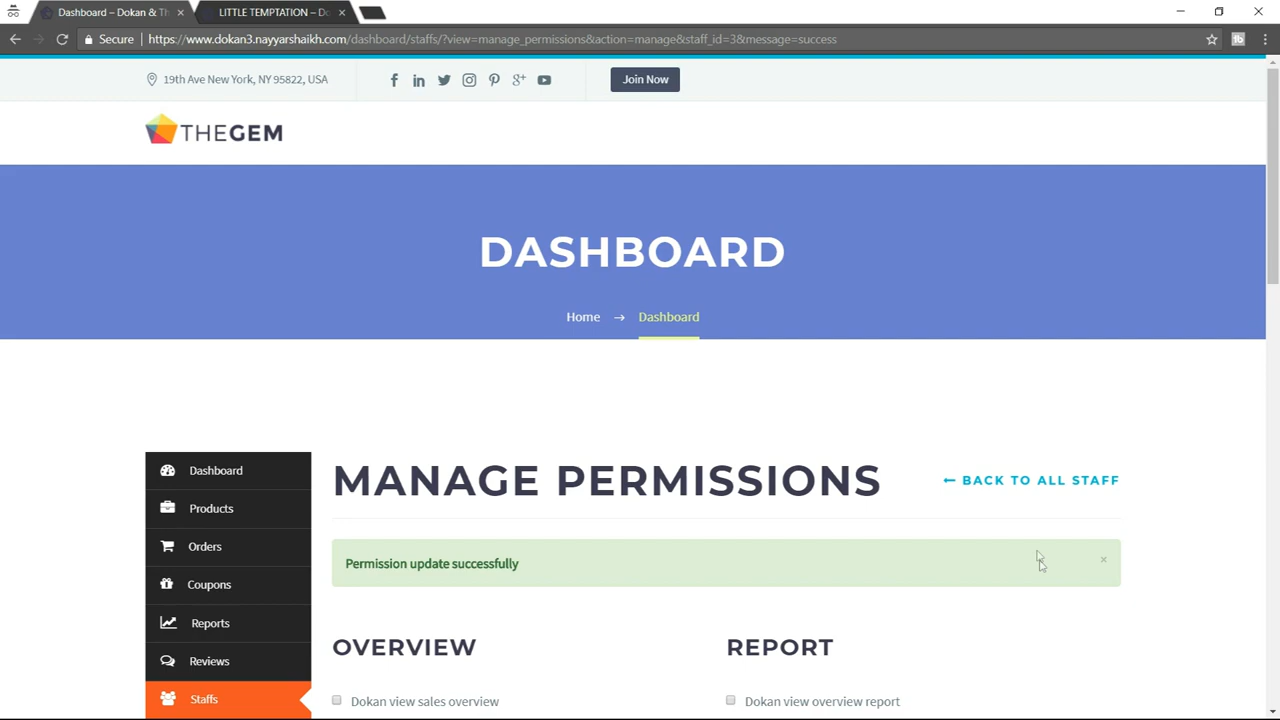 Dashboard – Dokan & Th
LITTLE TEMPTATION – Do
Secure
https://www.dokan3.nayyarshaikh.com/dashboard/staffs/?view=manage_permissions&action=manage&staff_id=3&message=success
19th Ave New York, NY 95822, USA
Join Now
THEGEM
DASHBOARD
Home → Dashboard
Dashboard
Products
Orders
Coupons
Reports
Reviews
Staffs
MANAGE PERMISSIONS
← BACK TO ALL STAFF
Permission update successfully
×
OVERVIEW
REPORT
Dokan view sales overview
Dokan view overview report